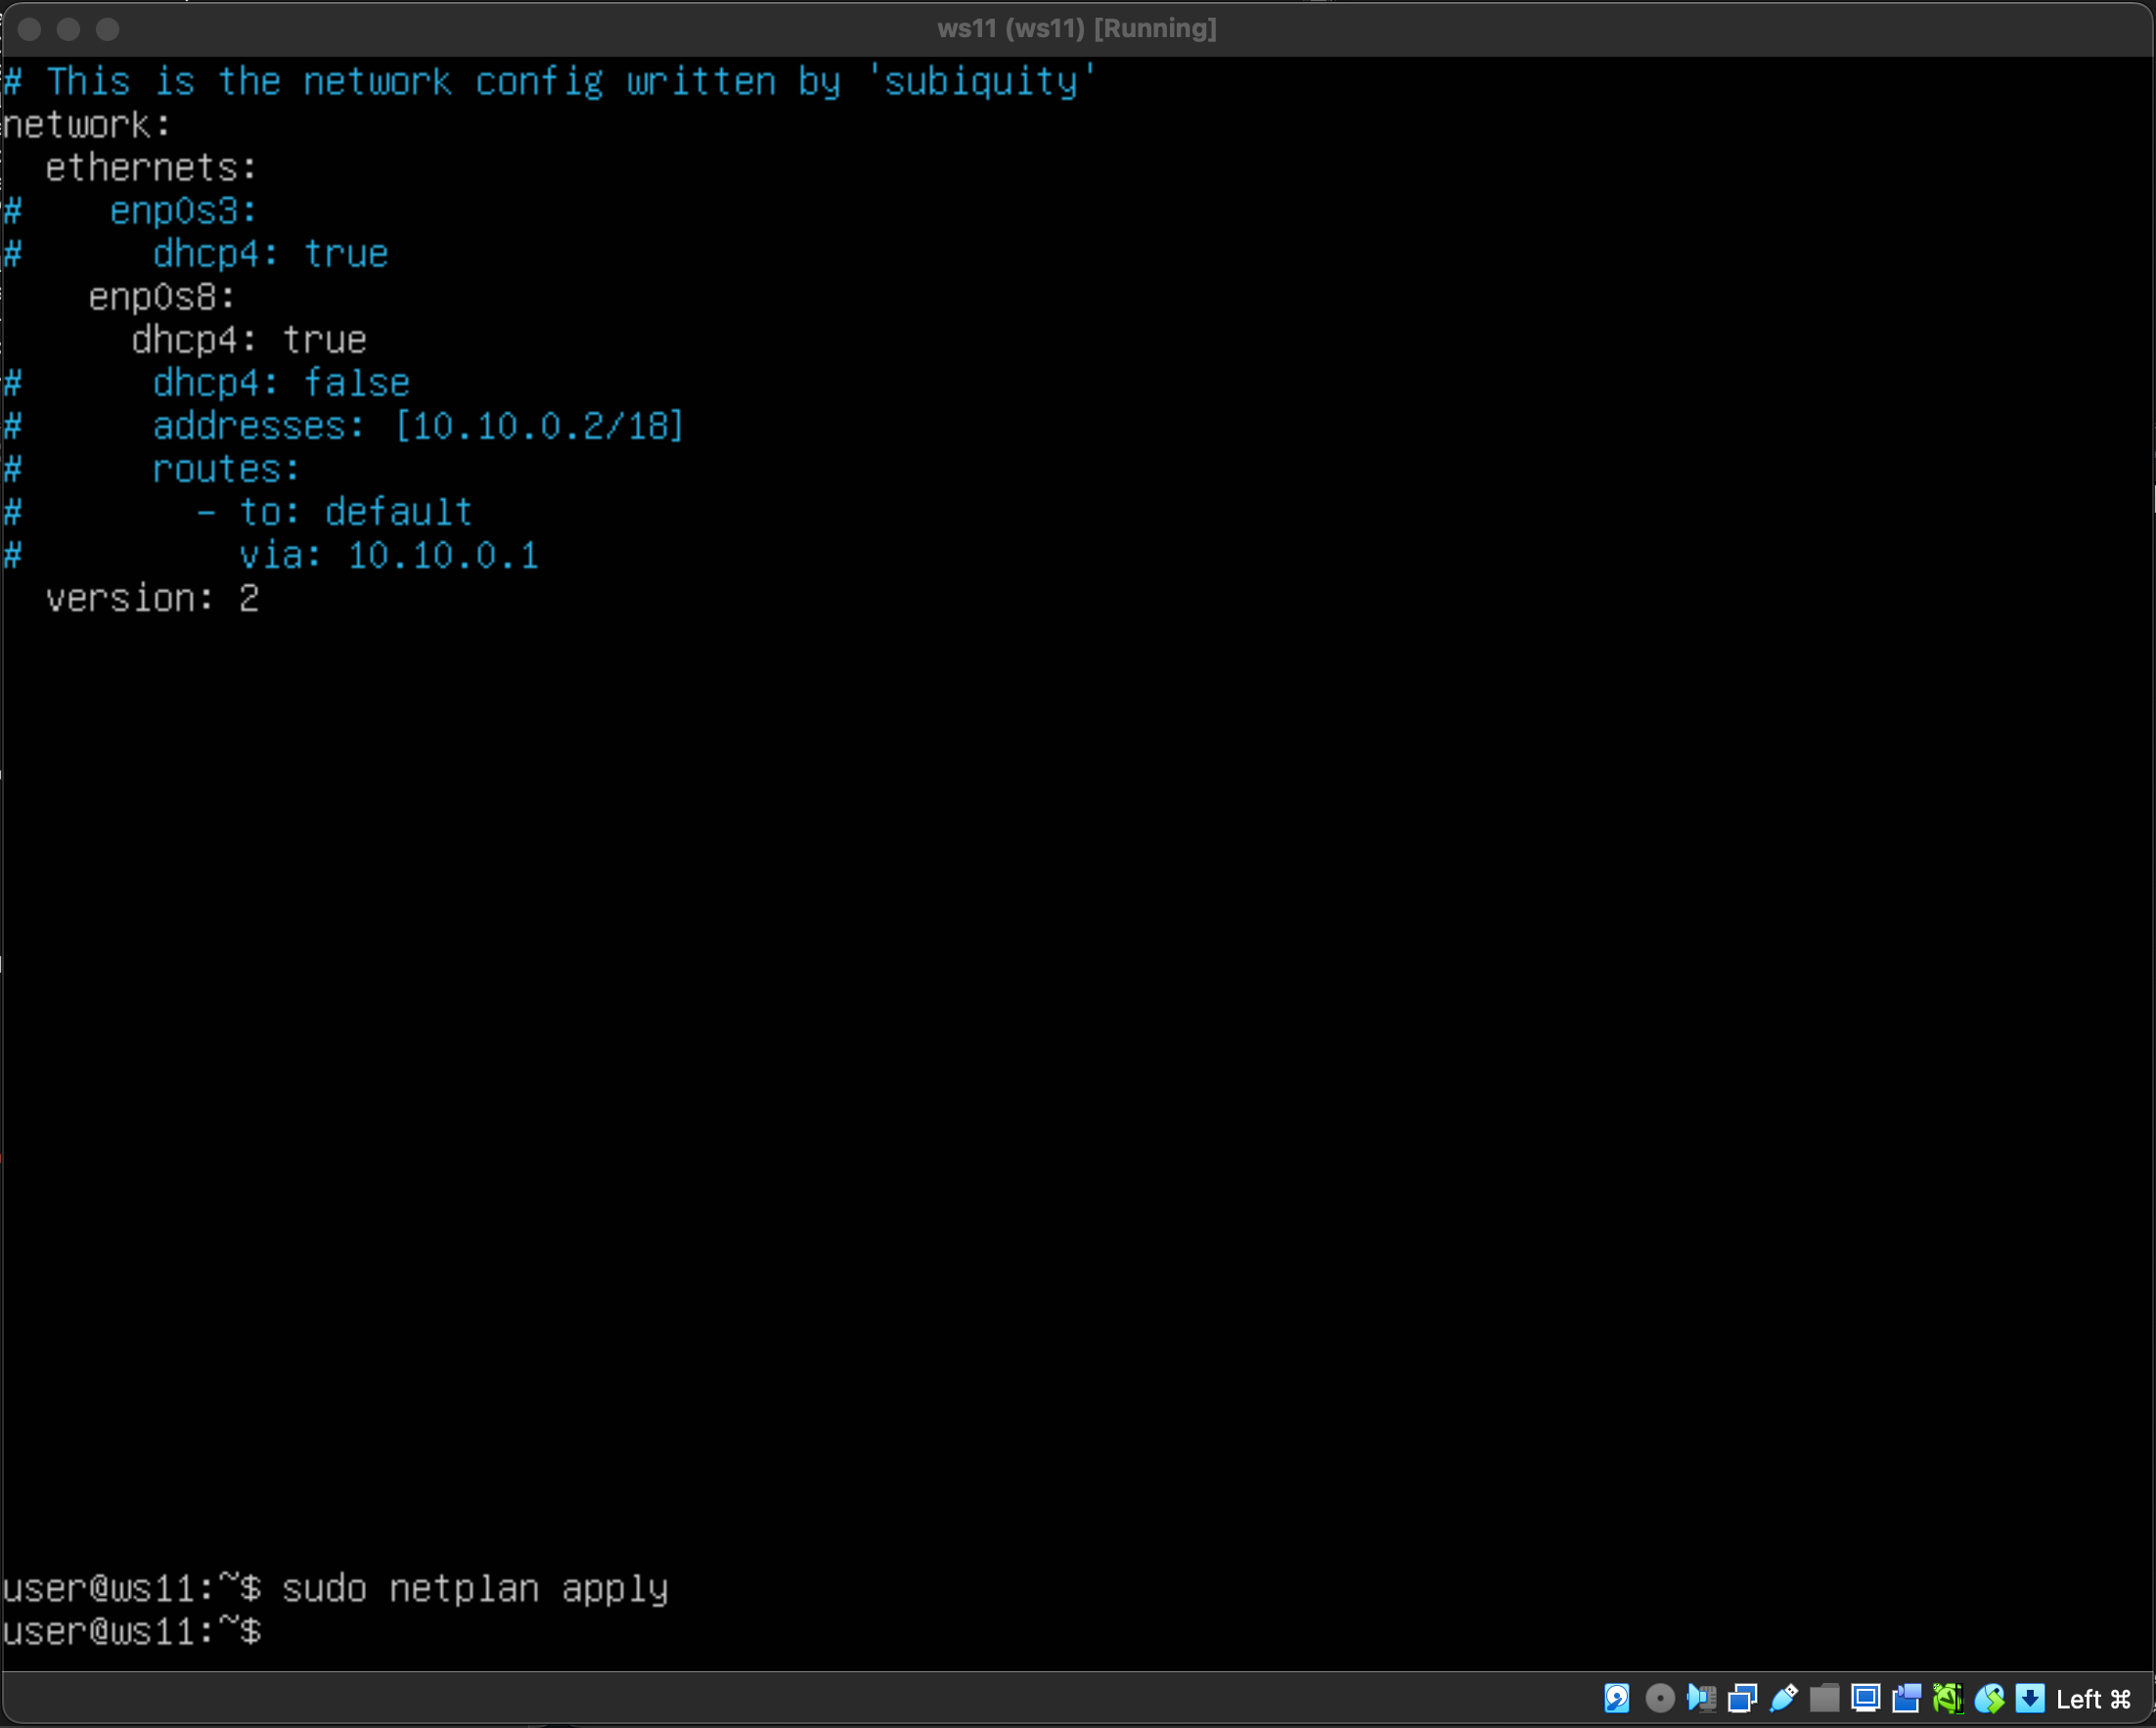 ws11 (ws11) [Running]
# This is the network config written by 'subiquity'
network:
  ethernets:
#    enp0s3:
#      dhcp4: true
    enp0s8:
      dhcp4: true
#      dhcp4: false
#      addresses: [10.10.0.2/18]
#      routes:
#        - to: default
#          via: 10.10.0.1
  version: 2
user@ws11:~$ sudo netplan apply
user@ws11:~$
Left ⌘